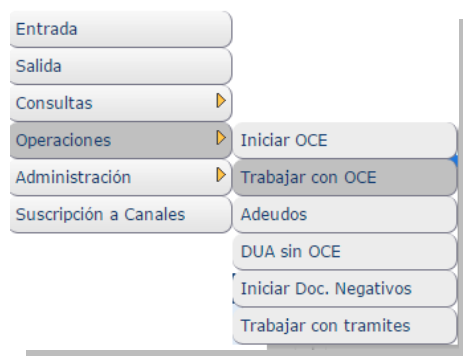 Entrada
Salida
Consultas
Operaciones
Administración
Suscripción a Canales
Iniciar OCE
Trabajar con OCE
Adeudos
DUA sin OCE
Iniciar Doc. Negativos
Trabajar con tramites